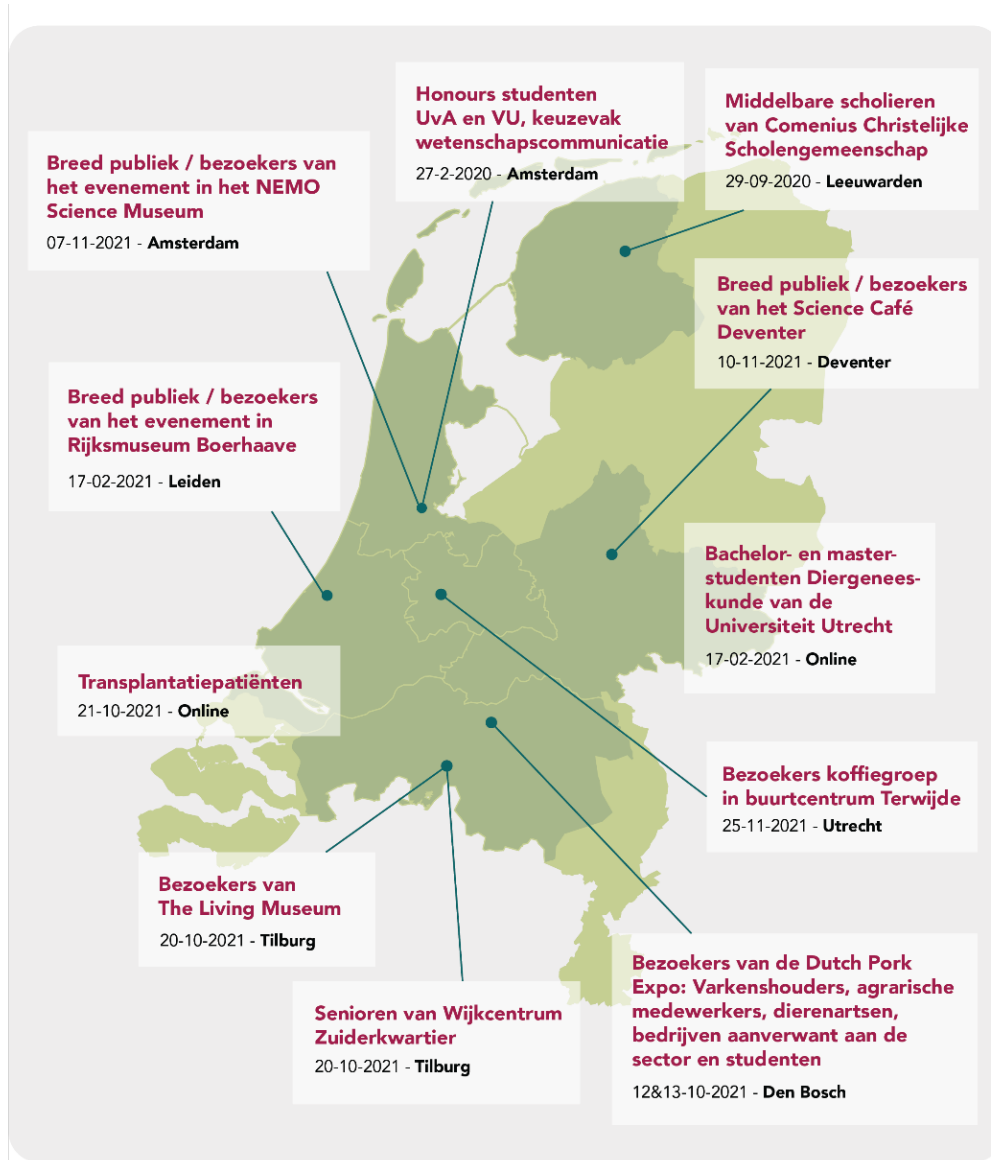 Honours studenten
UvA en VU, keuzevak
wetenschapscommunicatie
27-2-2020 - Amsterdam
Middelbare scholieren
van Comenius Christelijke
Scholengemeenschap
29-09-2020 - Leeuwarden
Breed publiek / bezoekers van
het evenement in het NEMO
Science Museum
07-11-2021 - Amsterdam
Breed publiek / bezoekers
van het Science Café
Deventer
10-11-2021 - Deventer
Breed publiek / bezoekers
van het evenement in
Rijksmuseum Boerhaave
17-02-2021 - Leiden
Bachelor- en master-
studenten Diergenees-
kunde van de
Universiteit Utrecht
17-02-2021 - Online
Transplantatiepatiënten
21-10-2021 - Online
Bezoekers koffiegroep
in buurtcentrum Terwijde
25-11-2021 - Utrecht
Bezoekers van
The Living Museum
20-10-2021 - Tilburg
Senioren van Wijkcentrum
Zuiderkwartier
20-10-2021 - Tilburg
Bezoekers van de Dutch Pork
Expo: Varkenshouders, agrarische
medewerkers, dierenartsen,
bedrijven aanverwant aan de
sector en studenten
12&13-10-2021 - Den Bosch